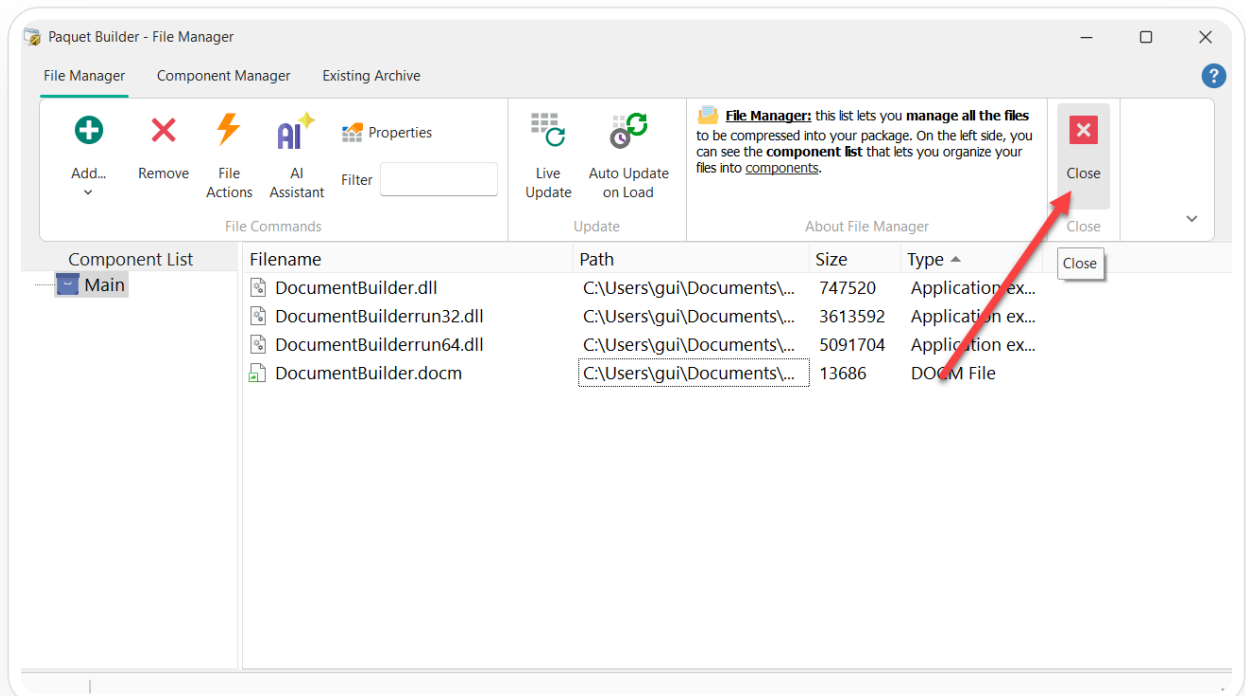 Paquet Builder - File Manager
File Manager Component Manager Existing Archive
?
Add... Remove File Actions AI Assistant
Properties
Filter
File Commands
Live Update Auto Update on Load
Update
File Manager: this list lets you manage all the files
to be compressed into your package. On the left side, you
can see the component list that lets you organize your
files into components.
About File Manager
Close
Close
Close
Component List
Main
Filename Path Size Type
DocumentBuilder.dll C:\Users\gui\Documents\... 747520 Application ex...
DocumentBuilderrun32.dll C:\Users\gui\Documents\... 3613592 Application ex...
DocumentBuilderrun64.dll C:\Users\gui\Documents\... 5091704 Application ex...
DocumentBuilder.docm C:\Users\gui\Documents\... 13686 DOCM File